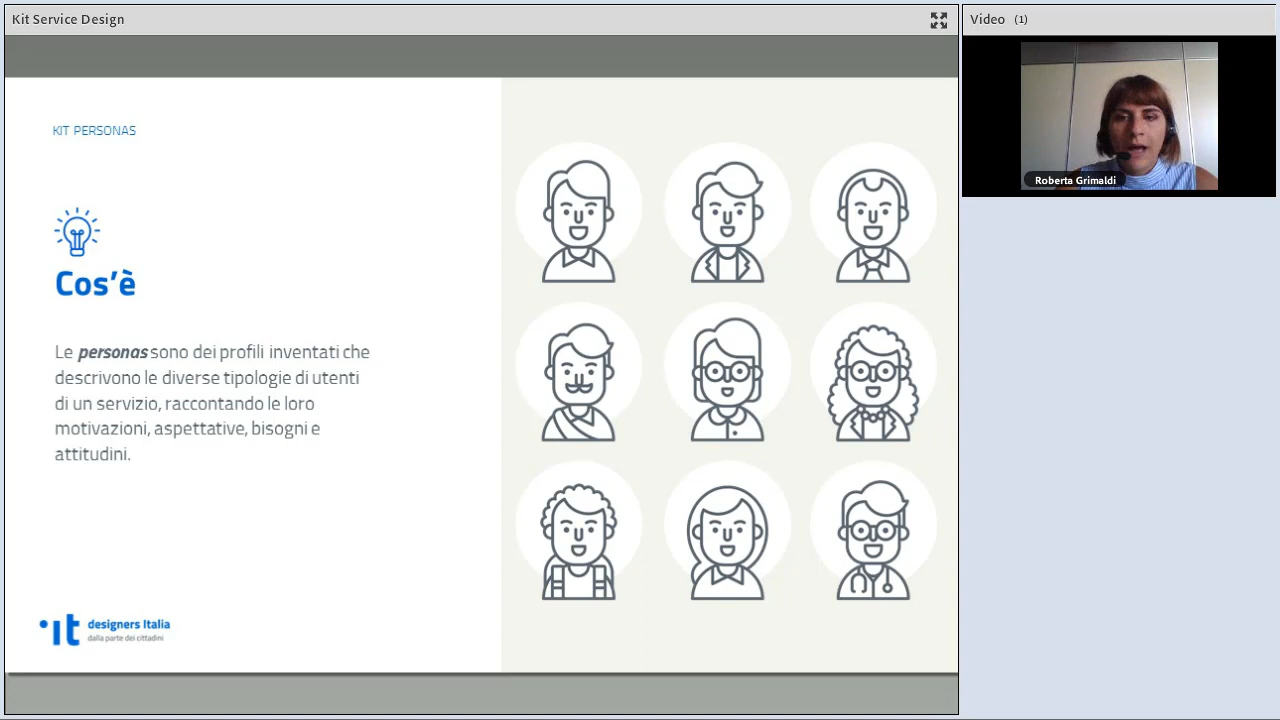 Kit Service Design
Video (1)
Roberta Grimaldi
KIT PERSONAS
Cos'è
Le personas sono dei profili inventati che
descrivono le diverse tipologie di utenti
di un servizio, raccontando le loro
motivazioni, aspettative, bisogni e
attitudini.
it designers Italia
dalla parte dei cittadini